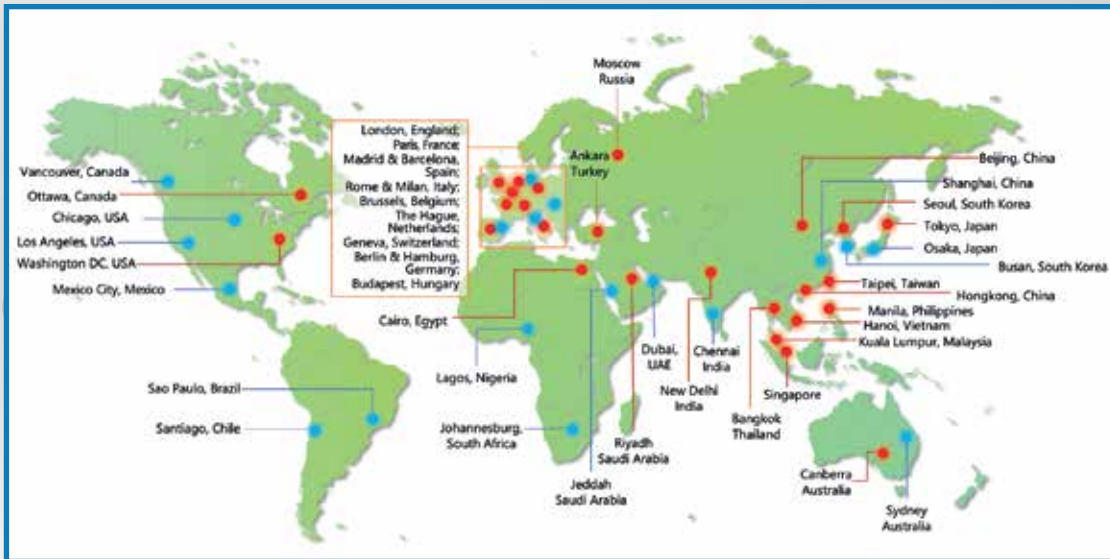 Moscow
Russia
London, England;
Paris, France;
Madrid & Barcelona,
Spain;
Rome & Milan, Italy;
Brussels, Belgium;
The Hague,
Netherlands;
Geneva, Switzerland;
Berlin & Hamburg,
Germany;
Budapest, Hungary
Ankara
Turkey
Vancouver, Canada
Ottawa, Canada
Chicago, USA
Los Angeles, USA
Washington DC, USA
Mexico City, Mexico
Beijing, China
Shanghai, China
Seoul, South Korea
Tokyo, Japan
Osaka, Japan
Busan, South Korea
Taipei, Taiwan
Hongkong, China
Manila, Philippines
Hanoi, Vietnam
Kuala Lumpur, Malaysia
Cairo, Egypt
Lagos, Nigeria
Dubai,
UAE
Chennai
India
New Delhi
India
Singapore
Bangkok
Thailand
Sao Paulo, Brazil
Santiago, Chile
Johannesburg,
South Africa
Riyadh
Saudi Arabia
Jeddah
Saudi Arabia
Canberra
Australia
Sydney
Australia